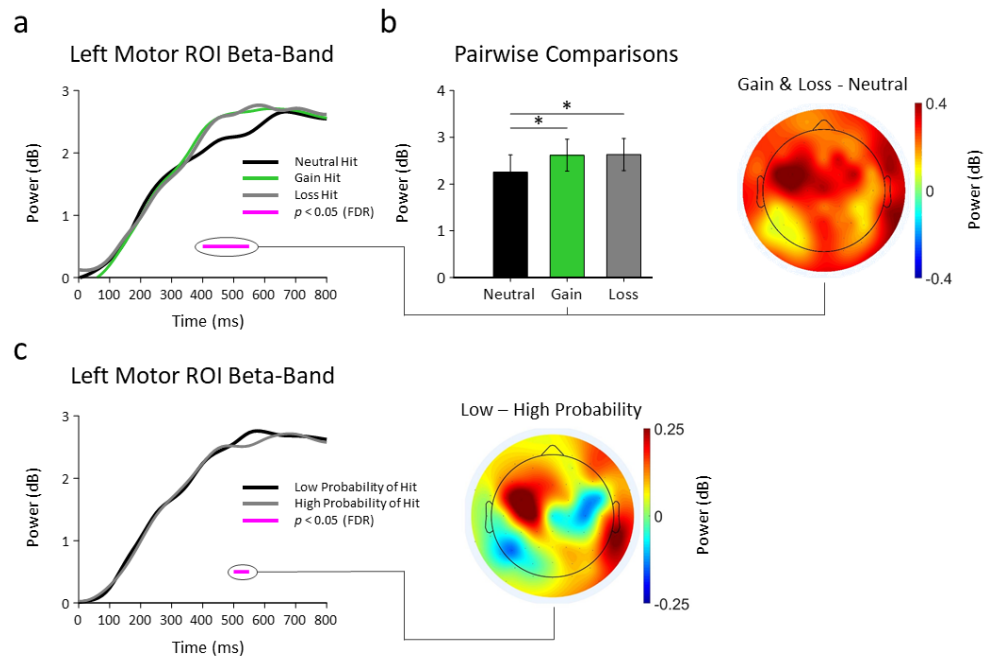 a
Left Motor ROI Beta-Band
Power (dB)
3
2
1
0
0 100 200 300 400 500 600 700 800
Time (ms)
Neutral Hit
Gain Hit
Loss Hit
p < 0.05 (FDR)
b
Pairwise Comparisons
Power (dB)
4
3
2
1
0
*
*
Neutral Gain Loss
Gain & Loss - Neutral
0.4
0
-0.4
Power (dB)
c
Left Motor ROI Beta-Band
Power (dB)
3
2
1
0
0 100 200 300 400 500 600 700 800
Time (ms)
Low Probability of Hit
High Probability of Hit
p < 0.05 (FDR)
Low – High Probability
0.25
0
-0.25
Power (dB)